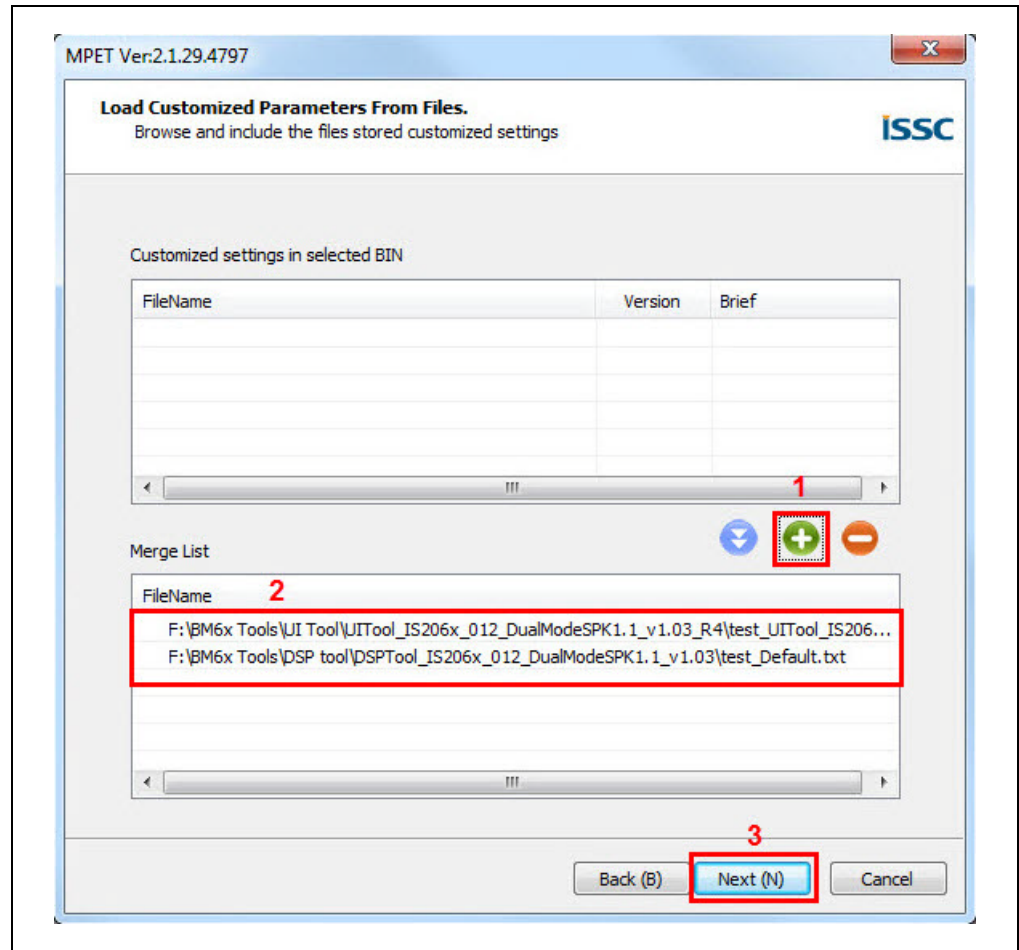 MPET Ver:2.1.29.4797
Load Customized Parameters From Files.
Browse and include the files stored customized settings
ISSC
Customized settings in selected BIN
FileName Version Brief
1
Merge List
FileName 2
F:\BM6x Tools\UI Tool\UITool_IS206x_012_DualModeSPK1.1_v1.03_R4\test_UITool_IS206...
F:\BM6x Tools\DSP tool\DSPTool_IS206x_012_DualModeSPK1.1_v1.03\test_Default.txt
3
Back (B) Next (N) Cancel